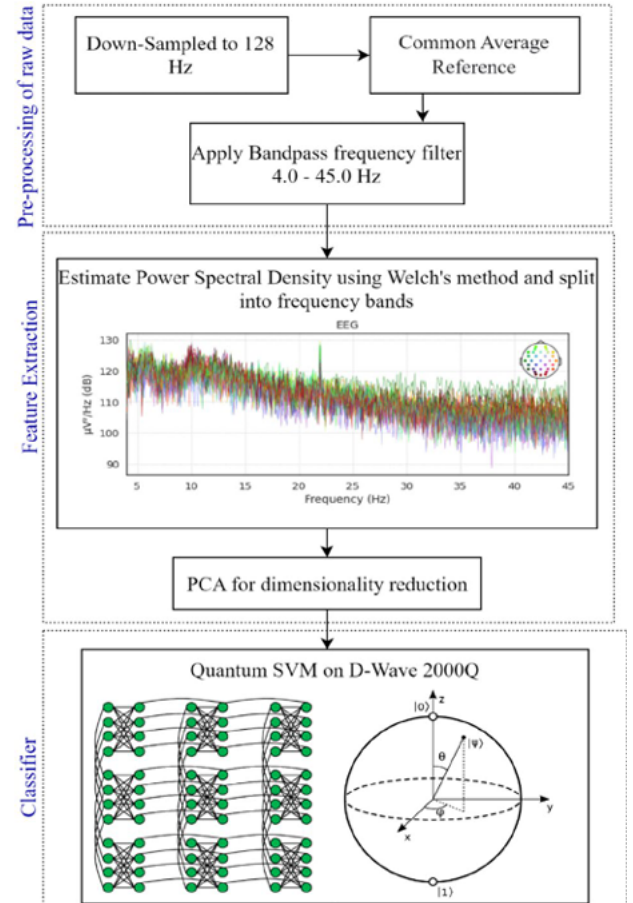 Pre-processing of raw data
Down-Sampled to 128
Hz
Common Average
Reference
Apply Bandpass frequency filter
4.0 - 45.0 Hz
Feature Extraction
Estimate Power Spectral Density using Welch's method and split
into frequency bands
EEG
130
120
110
100
90
µV²/Hz (dB)
5 10 15 20 25 30 35 40 45
Frequency (Hz)
PCA for dimensionality reduction
Classifier
Quantum SVM on D-Wave 2000Q
|0⟩
z
|ψ⟩
θ
φ
x
y
|1⟩